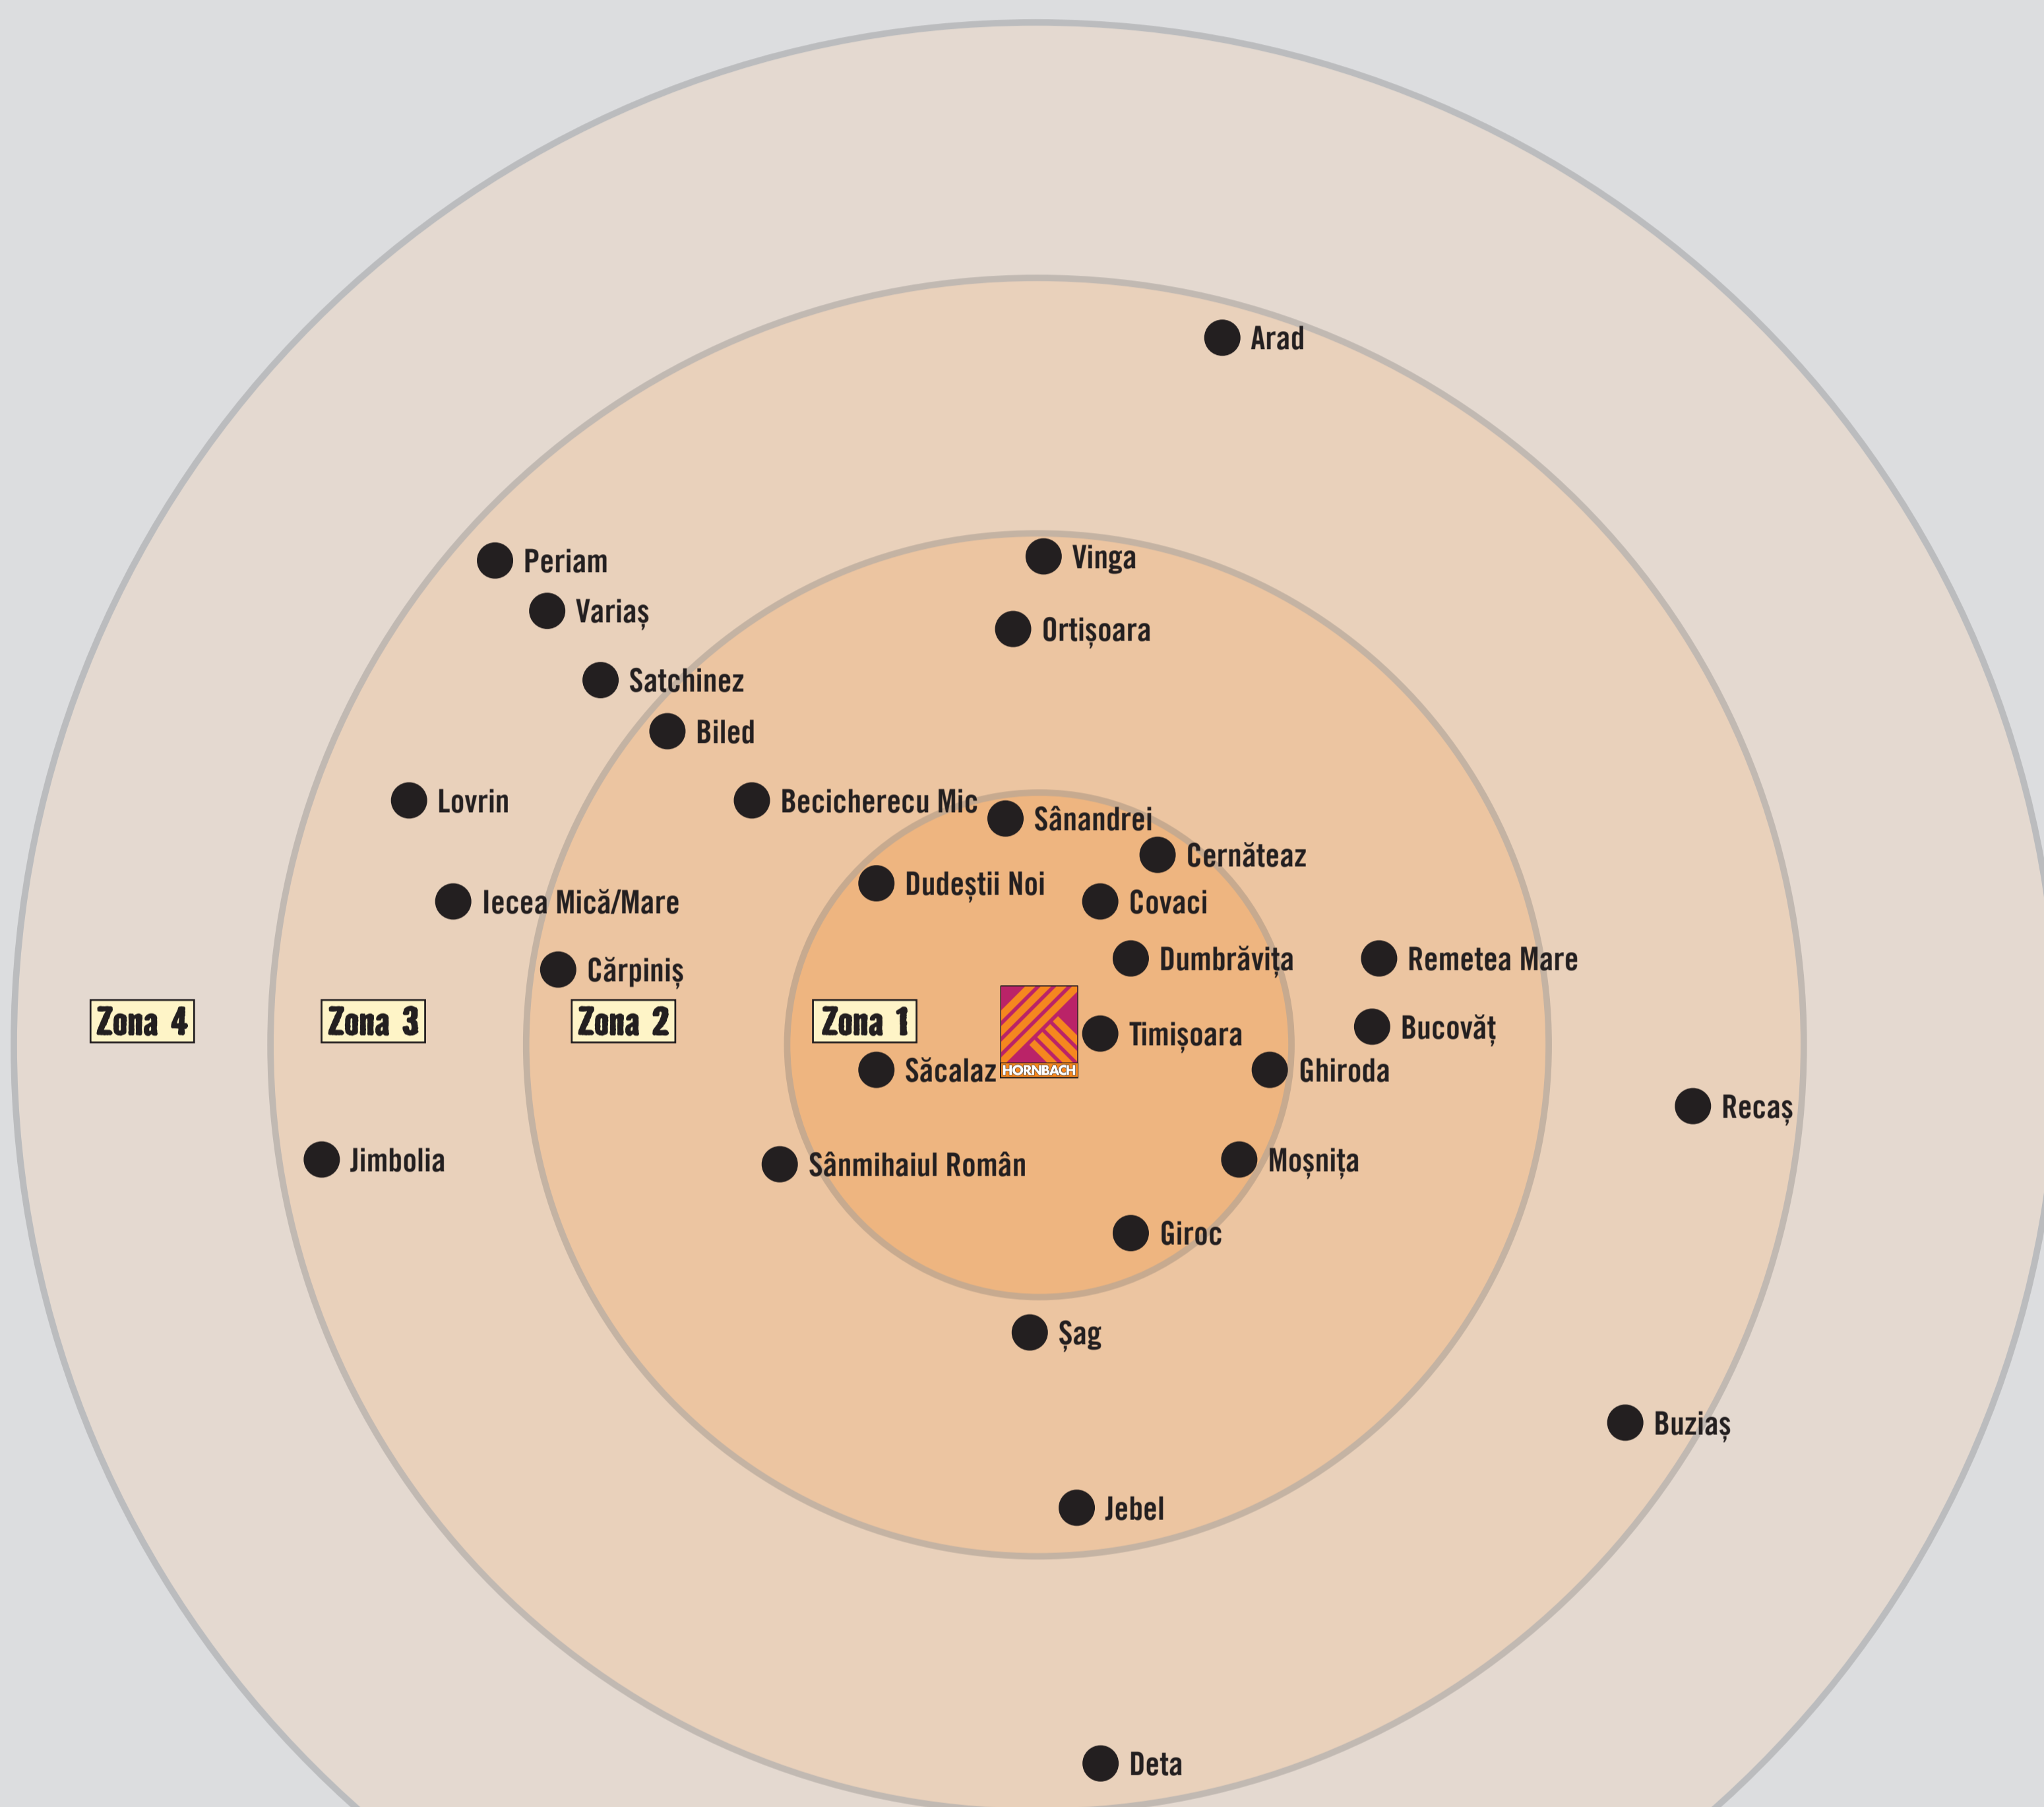 Arad
Vinga
Periam
Variaș
Ortișoara
Satchinez
Biled
Lovrin
Becicherecu Mic
Sânandrei
Cernăteaz
Dudeștii Noi
Iecea Mică/Mare
Covaci
Dumbrăvița
Remetea Mare
Cărpiniș
Zona 4
Zona 3
Zona 2
Zona 1
Timișoara
Bucovăț
HORNBACH
Săcalaz
Ghiroda
Recaș
Jimbolia
Sânmihaiul Român
Moșnița
Giroc
Șag
Buziaș
Jebel
Deta